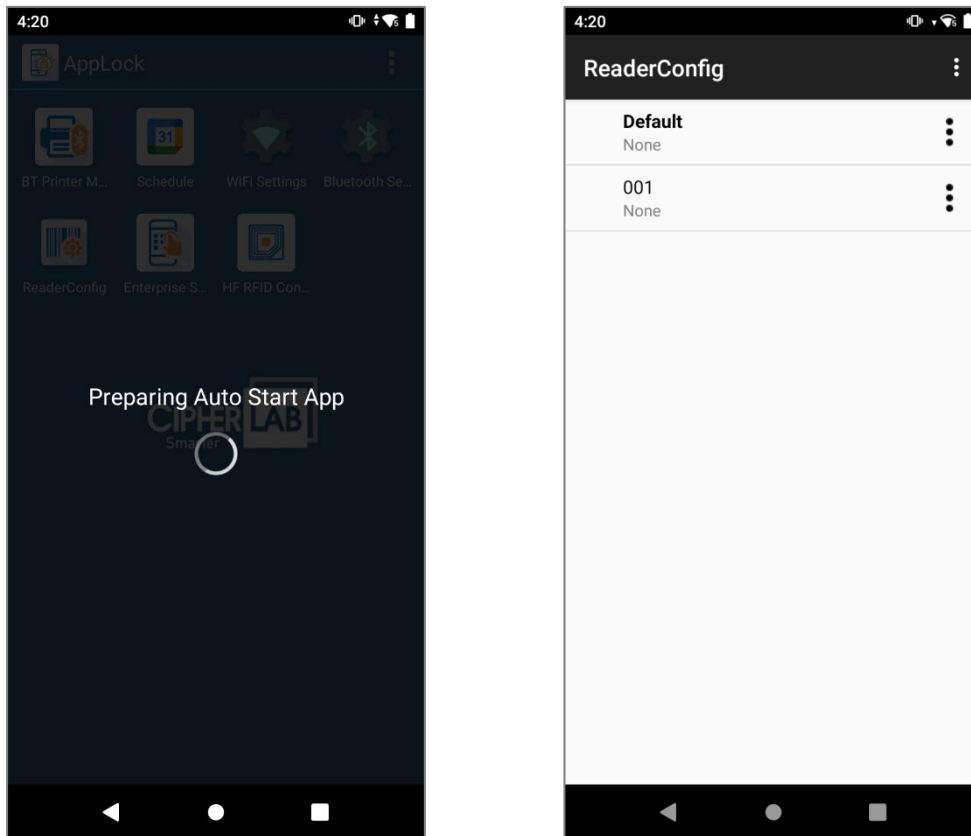 4:20
AppLock
31
BT Printer M...
Schedule
WiFi Settings
Bluetooth Se...
ReaderConfig
Enterprise S...
HF RFID Con...
Preparing Auto Start App
CIPHERLAB
Smarter
4:20
ReaderConfig
Default
None
001
None